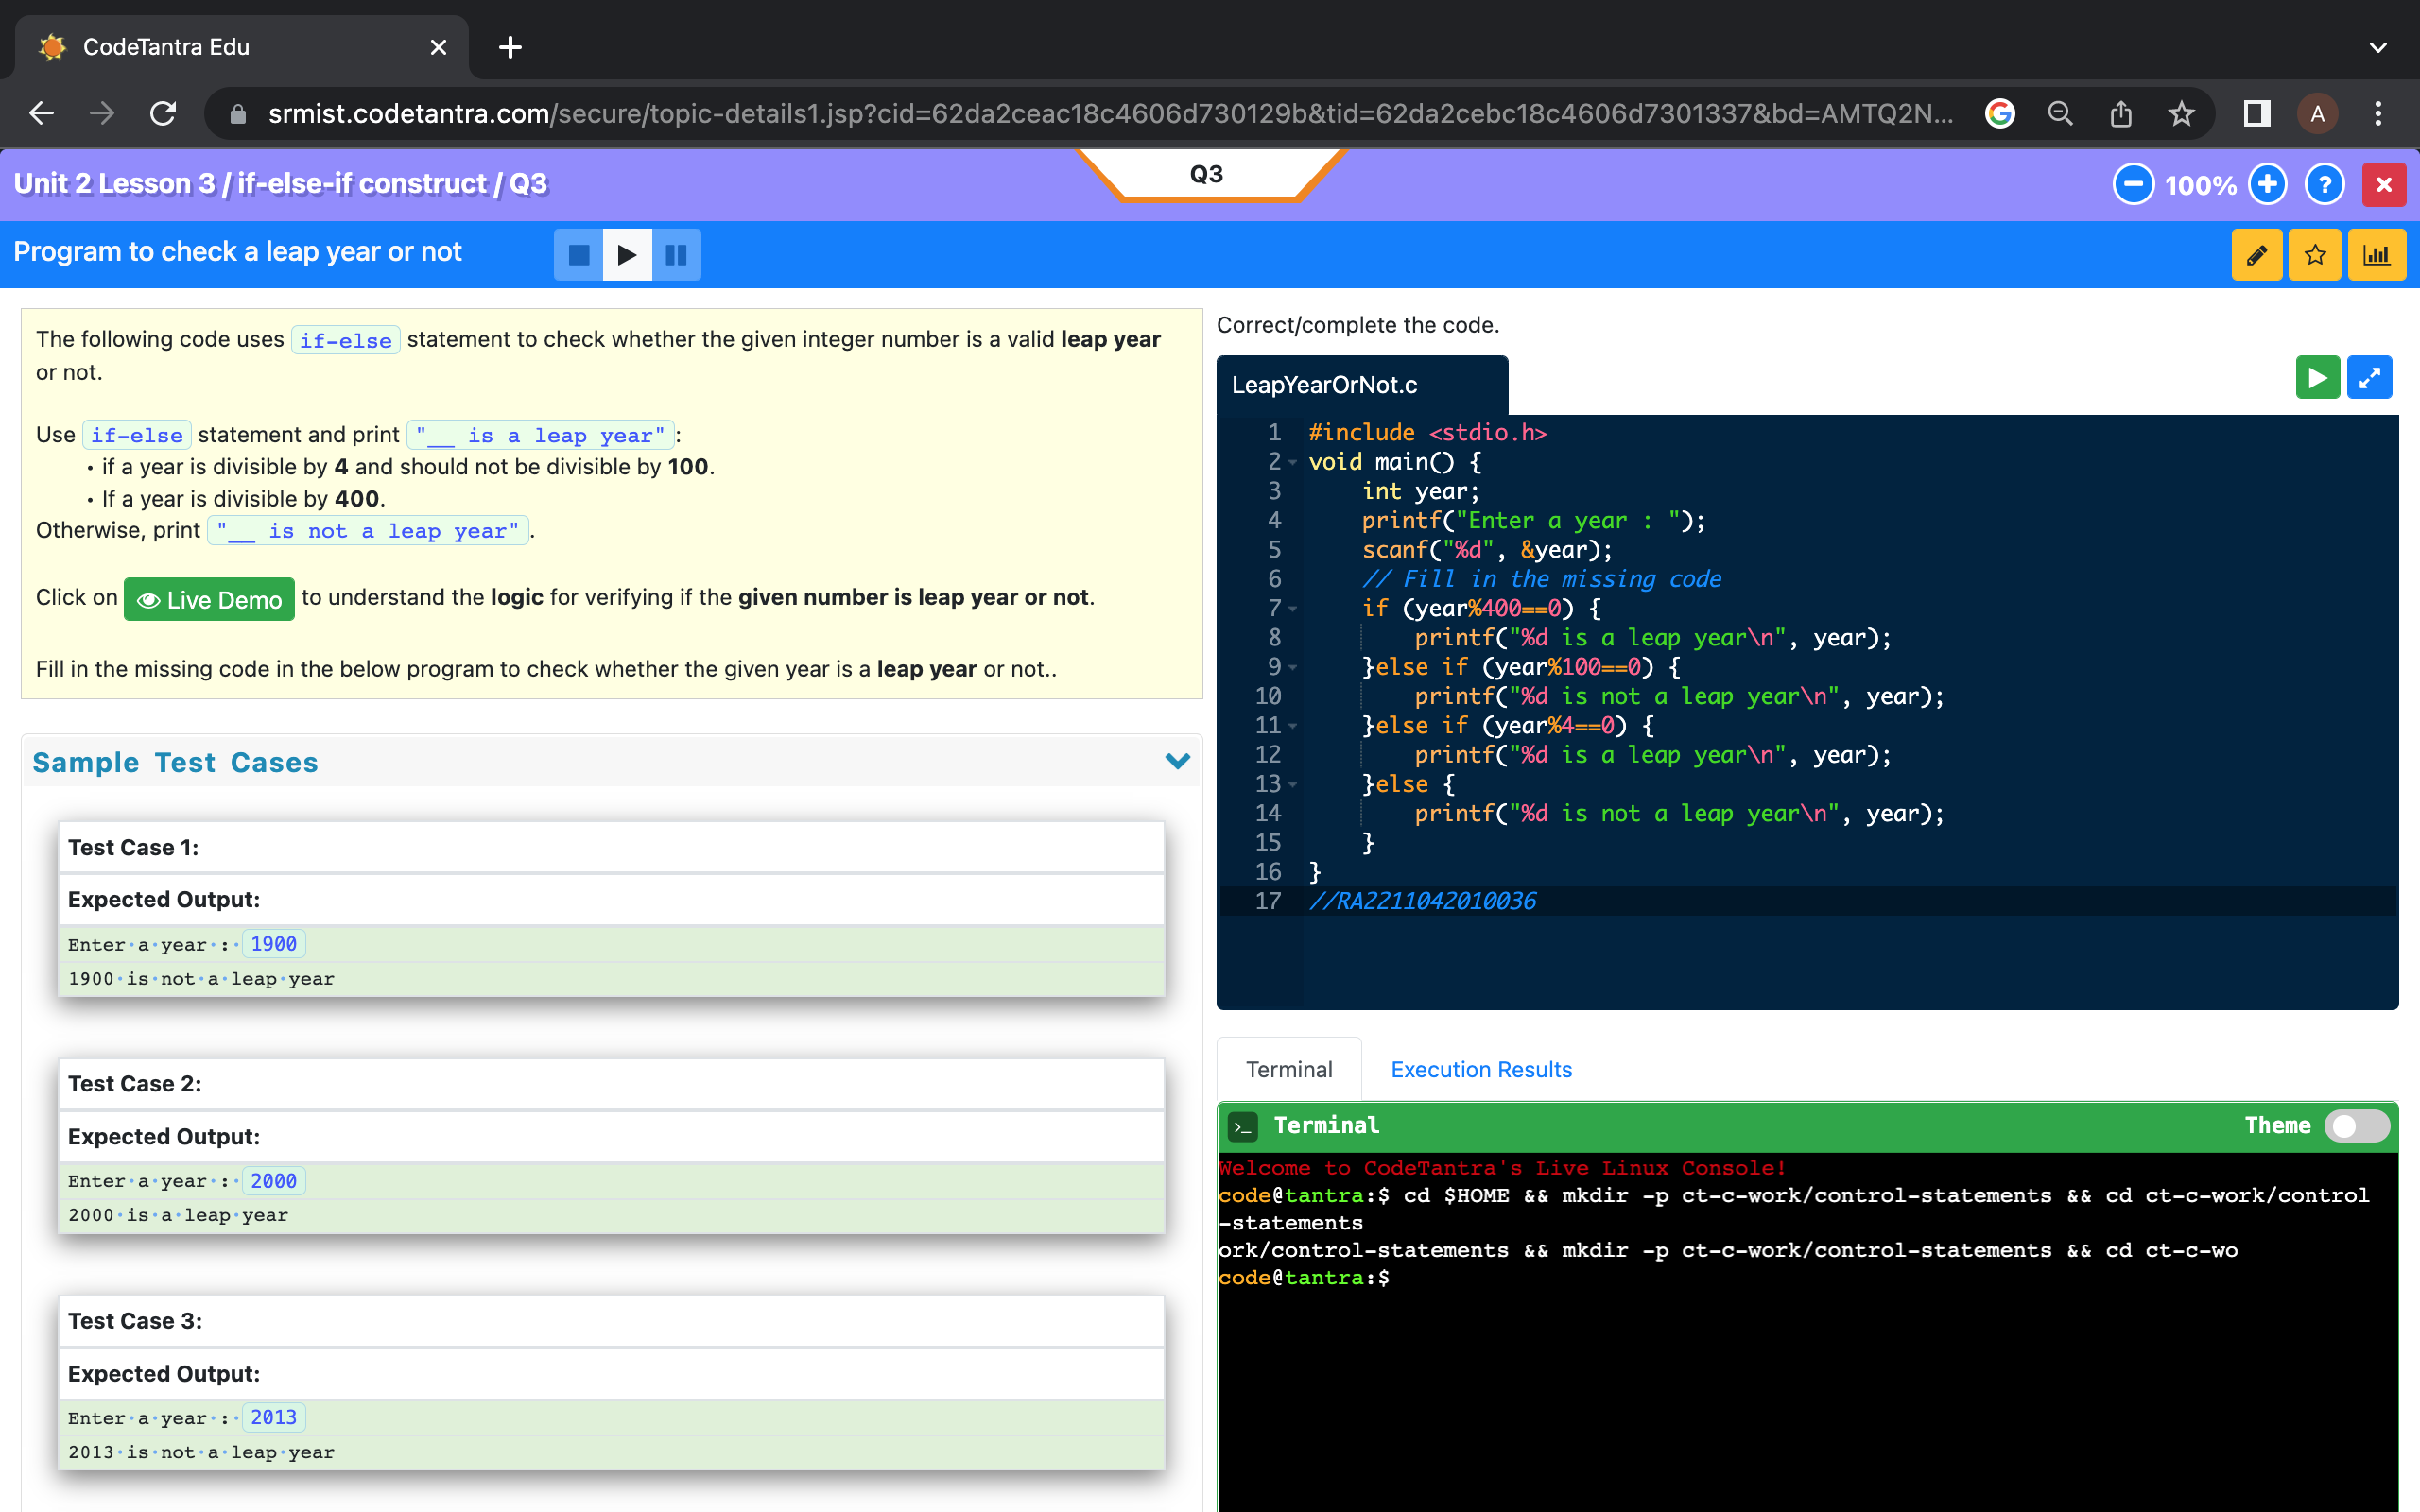 CodeTantra Edu
srmist.codetantra.com/secure/topic-details1.jsp?cid=62da2ceac18c4606d730129b&tid=62da2cebc18c4606d7301337&bd=AMTQ2N...
A
Unit 2 Lesson 3 / if-else-if construct / Q3
Q3
100%
?
Program to check a leap year or not
The following code uses if-else statement to check whether the given integer number is a valid leap year
or not.
Use if-else statement and print "__ is a leap year":
• if a year is divisible by 4 and should not be divisible by 100.
• If a year is divisible by 400.
Otherwise, print "__ is not a leap year".
Click on Live Demo to understand the logic for verifying if the given number is leap year or not.
Fill in the missing code in the below program to check whether the given year is a leap year or not..
Sample Test Cases
Test Case 1:
Expected Output:
Enter·a·year·:·1900
1900·is·not·a·leap·year
Test Case 2:
Expected Output:
Enter·a·year·:·2000
2000·is·a·leap·year
Test Case 3:
Expected Output:
Enter·a·year·:·2013
2013·is·not·a·leap·year
Correct/complete the code.
LeapYearOrNot.c
1 #include <stdio.h>
2 void main() {
3 int year;
4 printf("Enter a year : ");
5 scanf("%d", &year);
6 // Fill in the missing code
7 if (year%400==0) {
8 printf("%d is a leap year\n", year);
9 }else if (year%100==0) {
10 printf("%d is not a leap year\n", year);
11 }else if (year%4==0) {
12 printf("%d is a leap year\n", year);
13 }else {
14 printf("%d is not a leap year\n", year);
15 }
16 }
17 //RA2211042010036
Terminal
Execution Results
>_ Terminal
Theme
Welcome to CodeTantra's Live Linux Console!
code@tantra:$ cd $HOME && mkdir -p ct-c-work/control-statements && cd ct-c-work/control
-statements
ork/control-statements && mkdir -p ct-c-work/control-statements && cd ct-c-wo
code@tantra:$